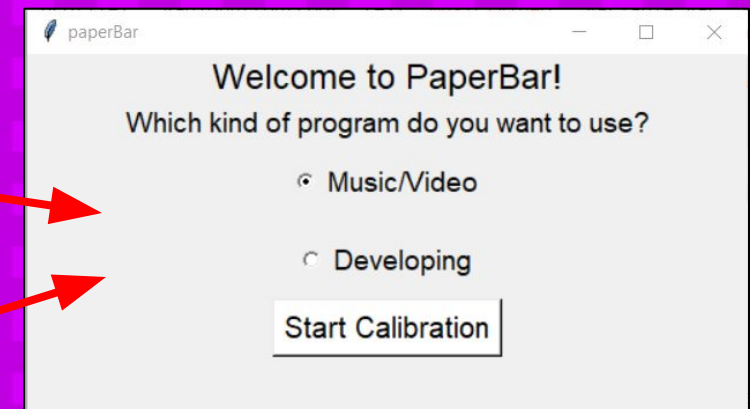 paperBar
Welcome to PaperBar!
Which kind of program do you want to use?
Music/Video
Developing
Start Calibration